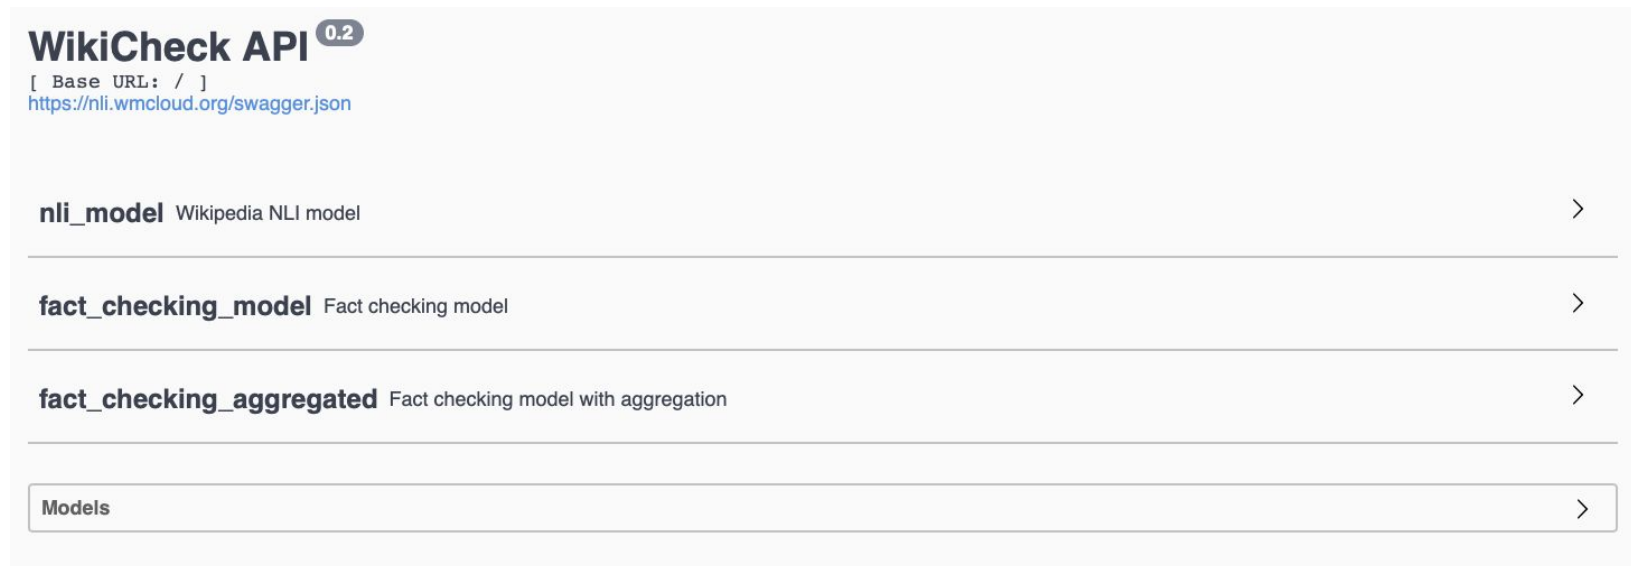 WikiCheck API 0.2
[ Base URL: / ]
https://nli.wmcloud.org/swagger.json
nli_model Wikipedia NLI model
fact_checking_model Fact checking model
fact_checking_aggregated Fact checking model with aggregation
Models